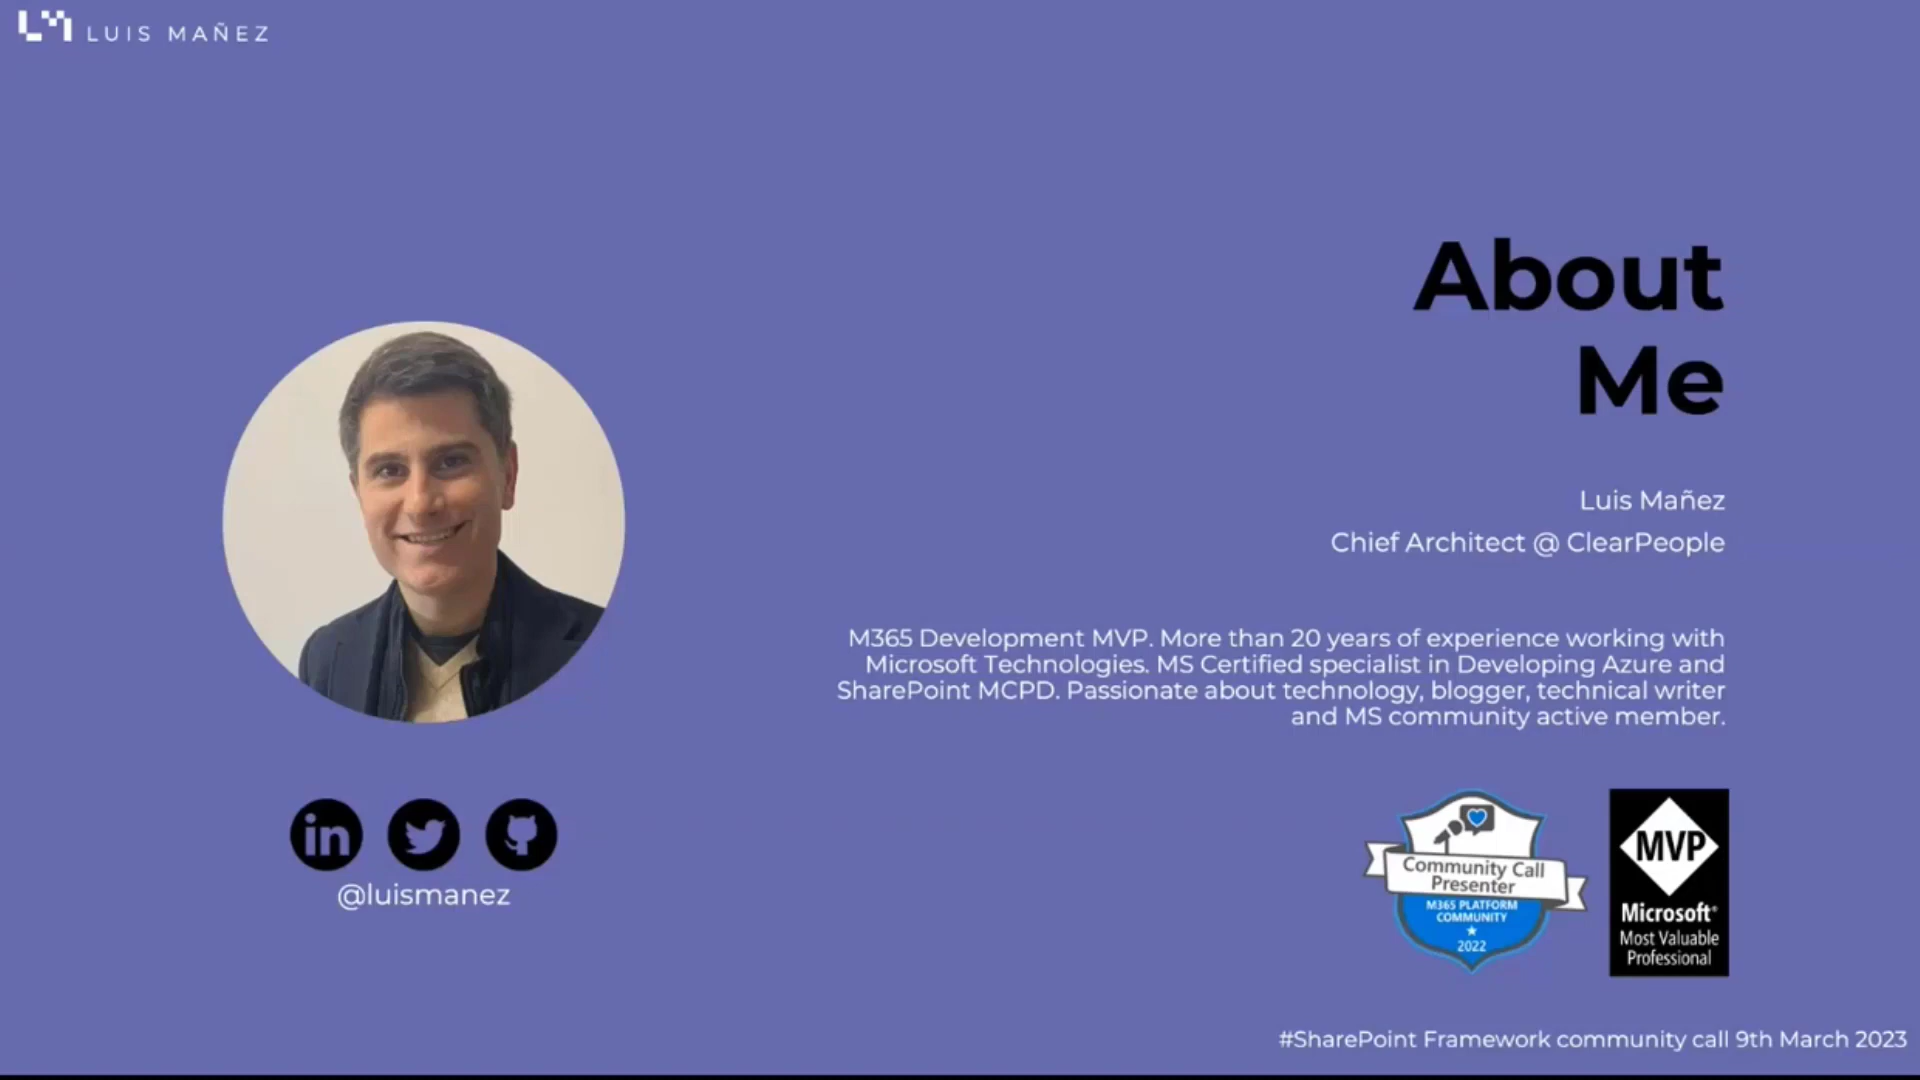 LUIS MAÑEZ
About
Me
Luis Mañez
Chief Architect @ ClearPeople
M365 Development MVP. More than 20 years of experience working with
Microsoft Technologies. MS Certified specialist in Developing Azure and
SharePoint MCPD. Passionate about technology, blogger, technical writer
and MS community active member.
in
@luismanez
Community Call
Presenter
M365 PLATFORM
COMMUNITY
2022
MVP
Microsoft®
Most Valuable
Professional
#SharePoint Framework community call 9th March 2023